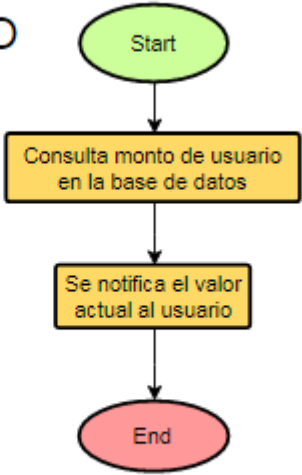 Start
Consulta monto de usuario
en la base de datos
Se notifica el valor
actual al usuario
End